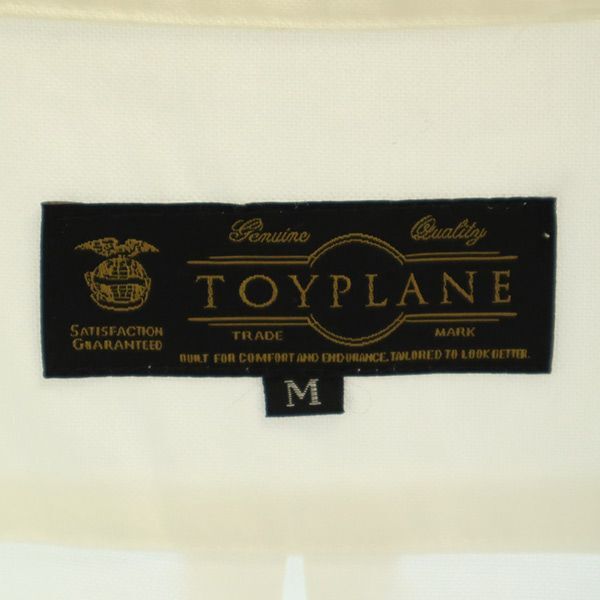 Genuine Quality
TOYPLANE
TRADE MARK
SATISFACTION
GUARANTEED
BUILT FOR COMFORT AND ENDURANCE, TAILORED TO LOOK BETTER.
M